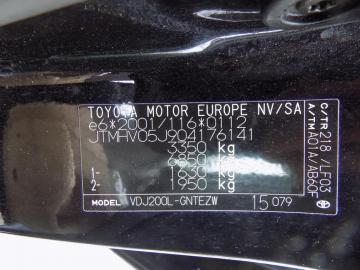 TOYOTA MOTOR EUROPE NV/SA
e6*2001/116*0112
JTMHV05J904176141
3350 kg
6850 kg
1- 1630 kg
2- 1950 kg
MODEL VDJ200L-GNTEZW 15 079
C/TR 218 /LF03
A/TM A01A/AB60F